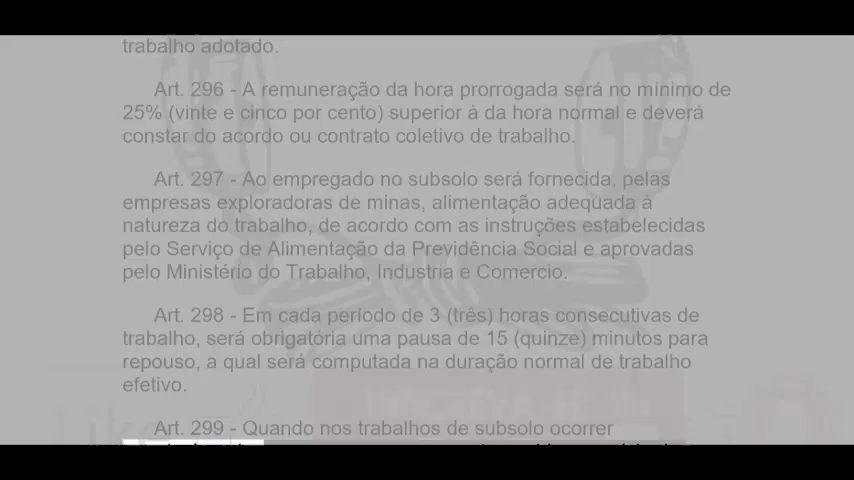 trabalho adotado.
Art. 296 - A remuneração da hora prorrogada será no mínimo de
25% (vinte e cinco por cento) superior à da hora normal e deverá
constar do acordo ou contrato coletivo de trabalho.
Art. 297 - Ao empregado no subsolo será fornecida, pelas
empresas exploradoras de minas, alimentação adequada à
natureza do trabalho, de acordo com as instruções estabelecidas
pelo Serviço de Alimentação da Previdência Social e aprovadas
pelo Ministério do Trabalho, Industria e Comercio.
Art. 298 - Em cada período de 3 (três) horas consecutivas de
trabalho, será obrigatória uma pausa de 15 (quinze) minutos para
repouso, a qual será computada na duração normal de trabalho
efetivo.
Art. 299 - Quando nos trabalhos de subsolo ocorrer